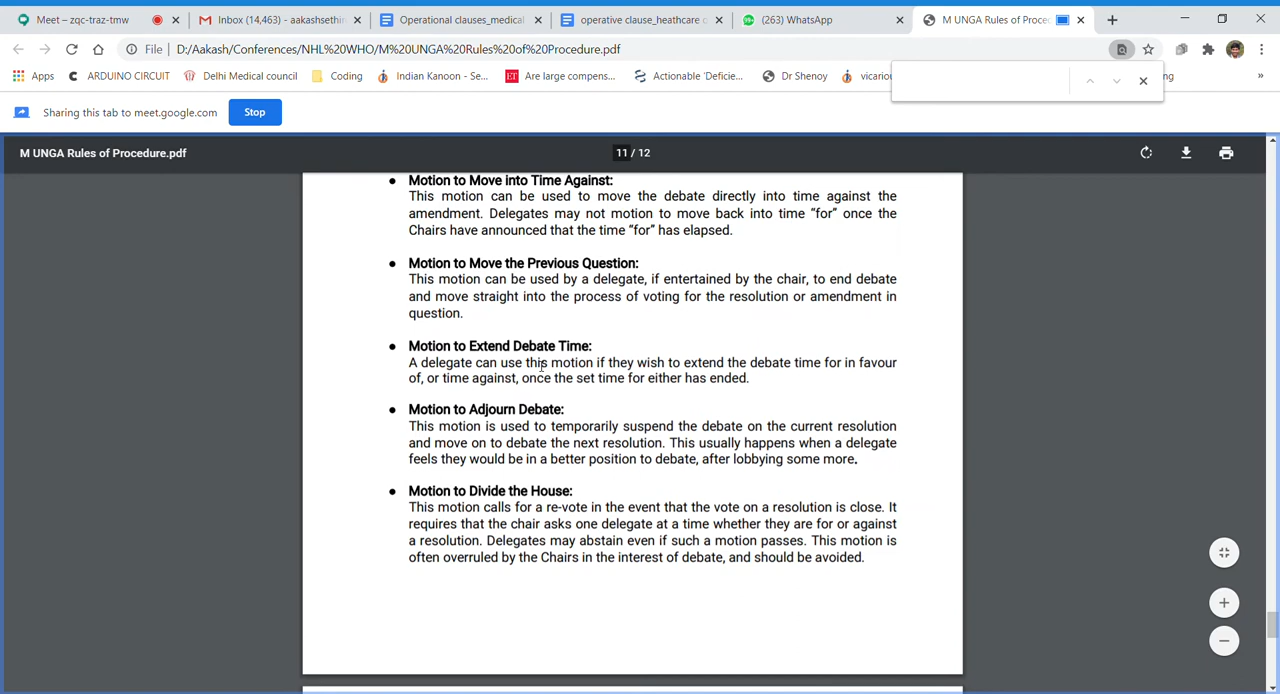 Meet – zqc-traz-tmw
Inbox (14,463) - aakashsethin
Operational clauses_medical
operative clause_heathcare c
99+
(263) WhatsApp
M UNGA Rules of Proced
File
D:/Aakash/Conferences/NHL%20WHO/M%20UNGA%20Rules%20of%20Procedure.pdf
Apps
C ARDUINO CIRCUIT
Delhi Medical council
Coding
Indian Kanoon - Se...
ET Are large compens...
Actionable 'Deficie...
Dr Shenoy
vicariou
ng
»
Sharing this tab to meet.google.com
Stop
M UNGA Rules of Procedure.pdf
11 / 12
● Motion to Move into Time Against:
This motion can be used to move the debate directly into time against the
amendment. Delegates may not motion to move back into time “for” once the
Chairs have announced that the time “for” has elapsed.
● Motion to Move the Previous Question:
This motion can be used by a delegate, if entertained by the chair, to end debate
and move straight into the process of voting for the resolution or amendment in
question.
● Motion to Extend Debate Time:
A delegate can use this motion if they wish to extend the debate time for in favour
of, or time against, once the set time for either has ended.
● Motion to Adjourn Debate:
This motion is used to temporarily suspend the debate on the current resolution
and move on to debate the next resolution. This usually happens when a delegate
feels they would be in a better position to debate, after lobbying some more.
● Motion to Divide the House:
This motion calls for a re-vote in the event that the vote on a resolution is close. It
requires that the chair asks one delegate at a time whether they are for or against
a resolution. Delegates may abstain even if such a motion passes. This motion is
often overruled by the Chairs in the interest of debate, and should be avoided.